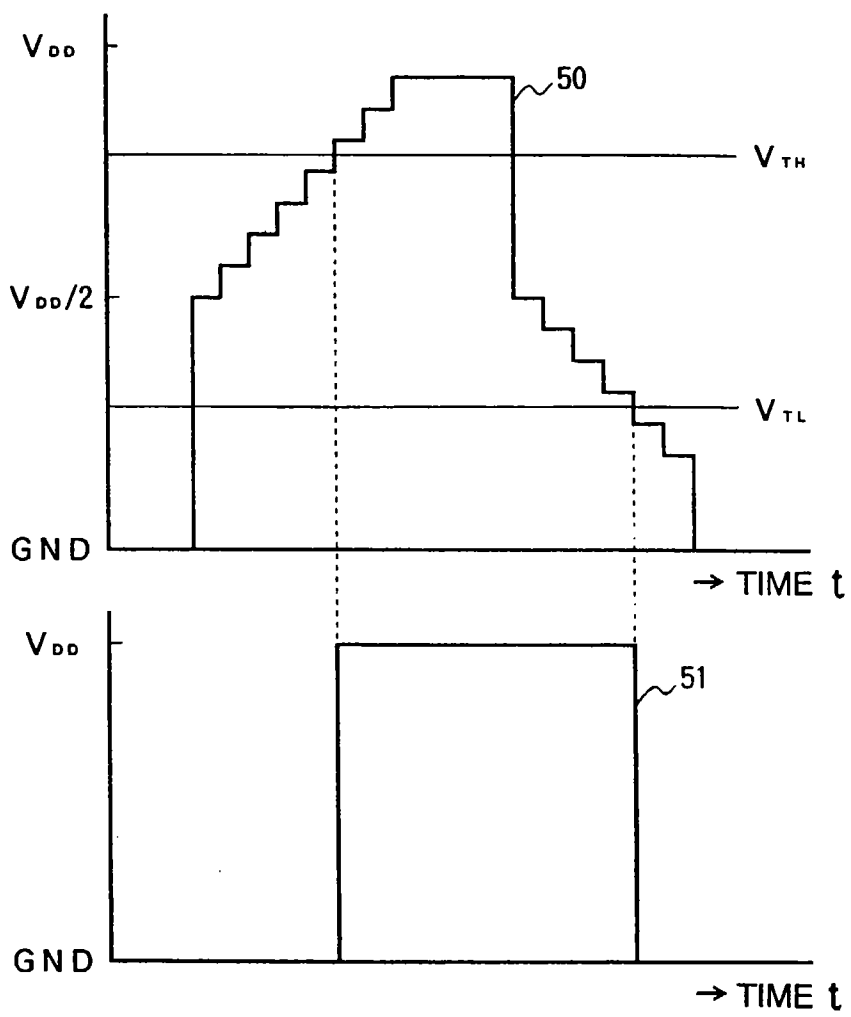 VDD
50
VTH
VDD/2
VTL
GND
→ TIME t
VDD
51
GND
→ TIME t